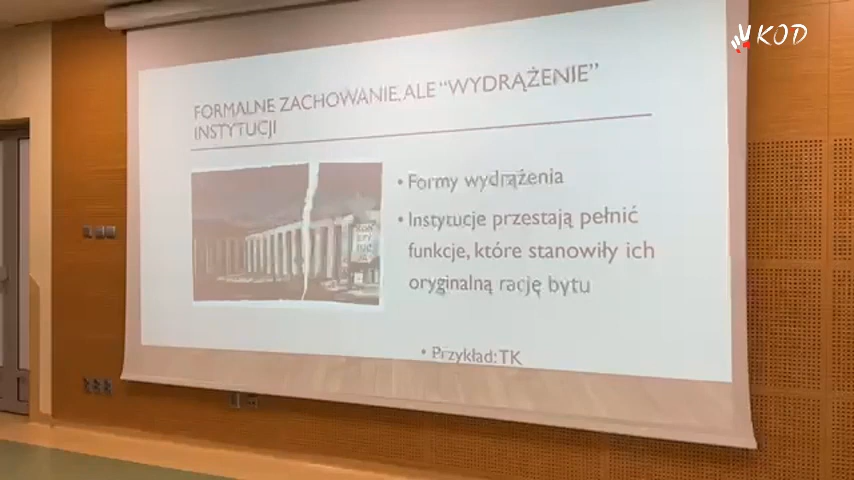 KOD
FORMALNE ZACHOWANIE, ALE "WYDRĄŻENIE"
INSTYTUCJI
• Formy wydrążenia
• Instytucje przestają pełnić
funkcje, które stanowiły ich
oryginalną rację bytu
• Przykład: TK